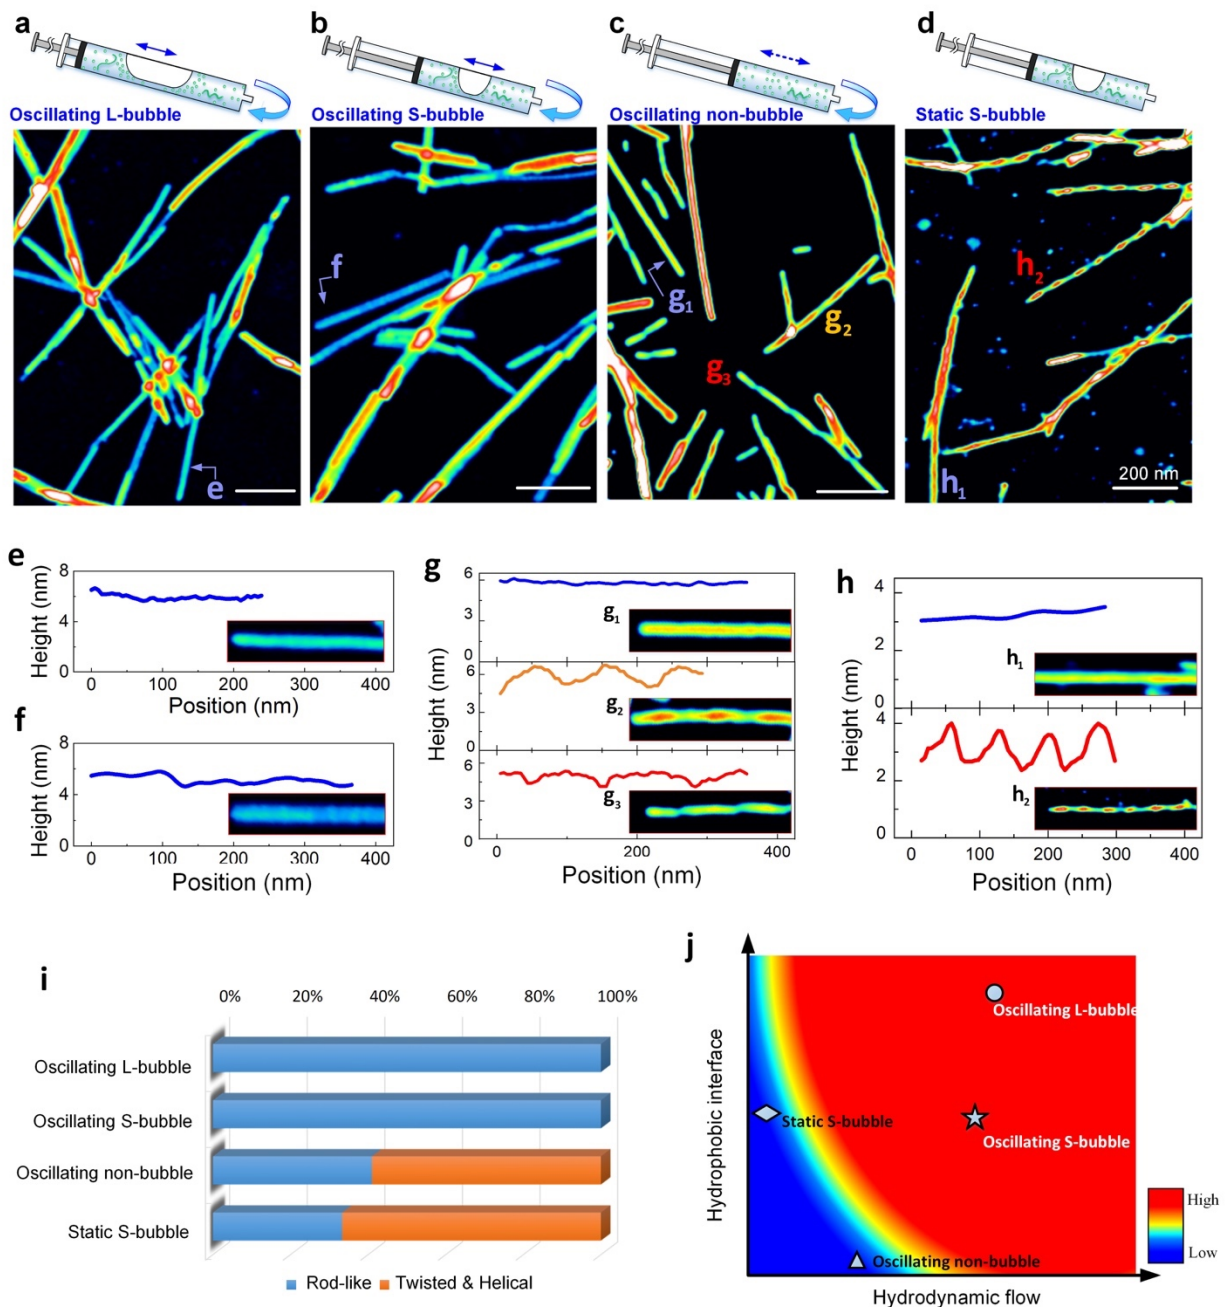 a
b
c
d
Oscillating L-bubble
Oscillating S-bubble
Oscillating non-bubble
Static S-bubble
f
e
g1
g2
g3
h2
h1
200 nm
e
Height (nm)
8
6
4
2
0
0 100 200 300 400
Position (nm)
f
Height (nm)
8
4
0
0 100 200 300 400
Position (nm)
g
Height (nm)
6
3
0
g1
6
3
g2
6
3
0
g3
0 200 400
Position (nm)
h
Height (nm)
4
2
0
h1
4
2
0
h2
0 100 200 300 400
Position (nm)
i
0% 20% 40% 60% 80% 100%
Oscillating L-bubble
Oscillating S-bubble
Oscillating non-bubble
Static S-bubble
Rod-like Twisted & Helical
j
Hydrophobic interface
Oscillating L-bubble
Static S-bubble
Oscillating S-bubble
Oscillating non-bubble
High
Low
Hydrodynamic flow